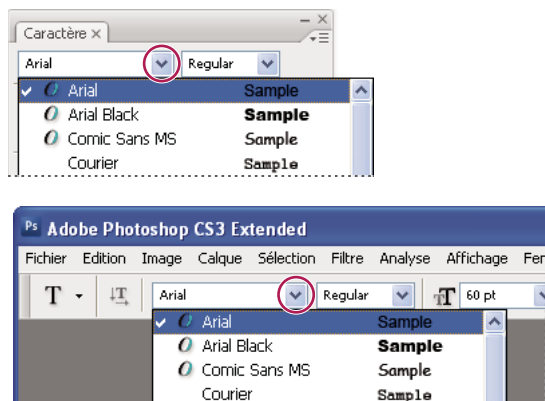 Caractère ×
Arial Regular
Arial Sample
Arial Black Sample
Comic Sans MS Sample
Courier Sample
Ps Adobe Photoshop CS3 Extended
Fichier Edition Image Calque Sélection Filtre Analyse Affichage Fen
T T Arial Regular T 60 pt
Arial Sample
Arial Black Sample
Comic Sans MS Sample
Courier Sample